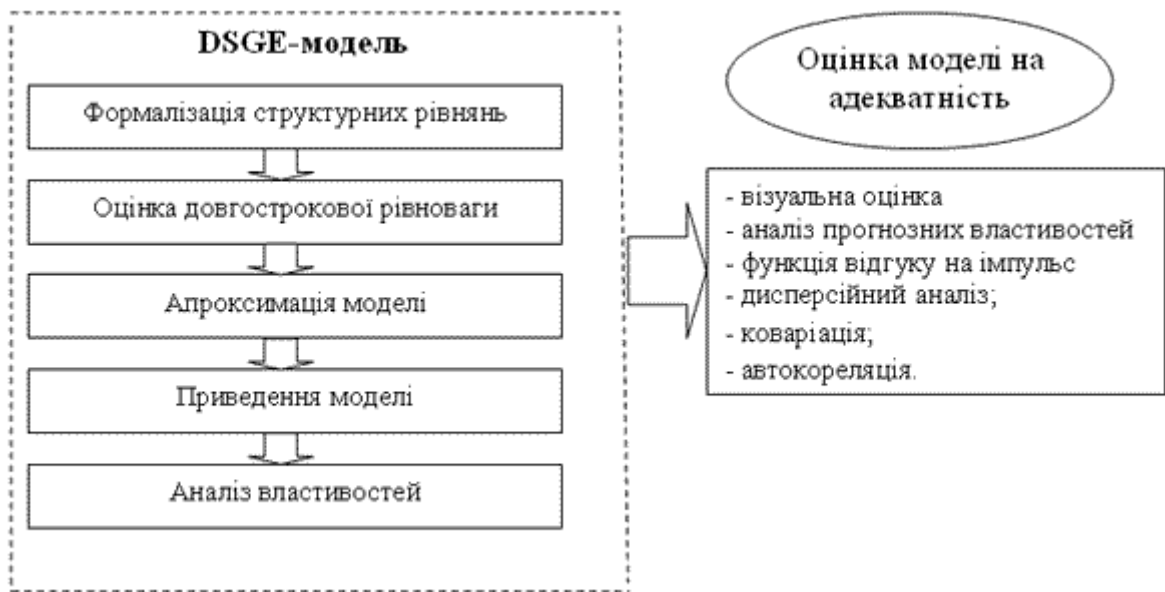 DSGE-модель
Формалізація структурних рівнянь
Оцінка довгострокової рівноваги
Апроксимація моделі
Приведення моделі
Аналіз властивостей
Оцінка моделі на
адекватність
- візуальна оцінка
- аналіз прогнозних властивостей
- функція відгуку на імпульс
- дисперсійний аналіз;
- коваріація;
- автокореляція.